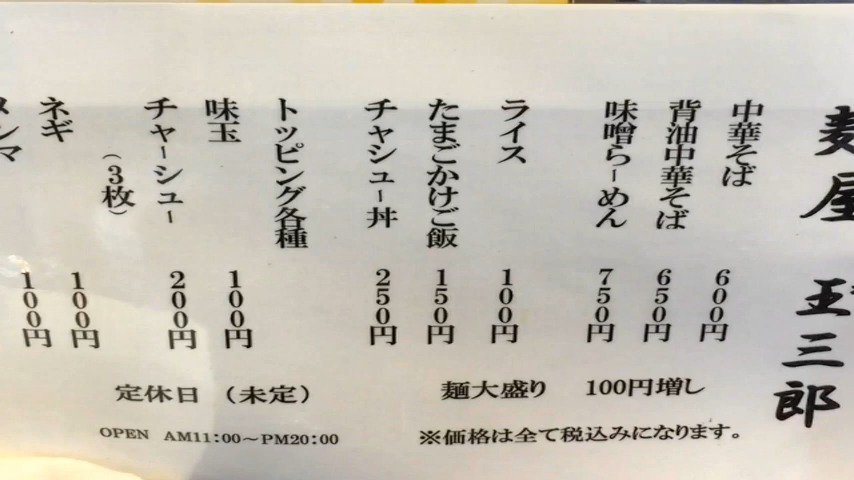 麺屋 玉三郎
中華そば 600円
背油中華そば 650円
味噌らーめん 750円
ライス 100円
たまごかけご飯 150円
チャシュー丼 250円
トッピング各種
味玉 100円
チャーシュー (3枚) 200円
ネギ 100円
メンマ 100円
麺大盛り 100円増し
※価格は全て税込みになります。
定休日 (未定)
OPEN AM11:00~PM20:00